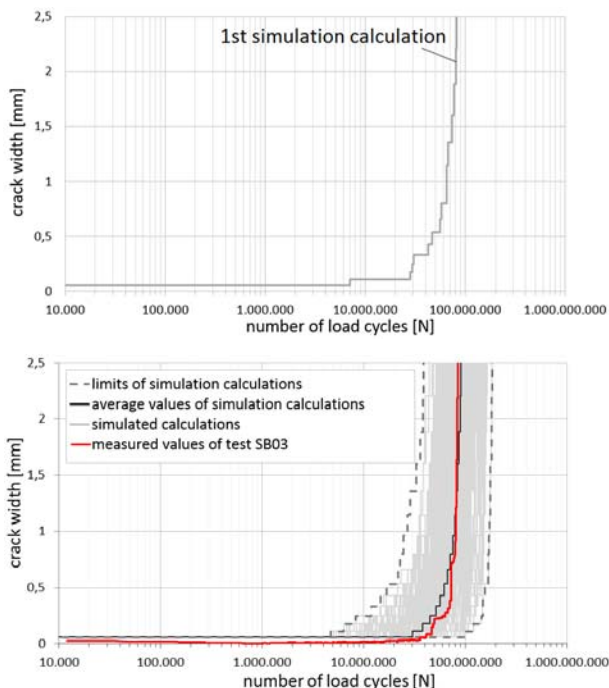 1st simulation calculation
crack width [mm]
2,5
2
1,5
1
0,5
0
10.000 100.000 1.000.000 10.000.000 100.000.000 1.000.000.000
number of load cycles [N]
limits of simulation calculations
average values of simulation calculations
simulated calculations
measured values of test SB03
crack width [mm]
2,5
2
1,5
1
0,5
0
10.000 100.000 1.000.000 10.000.000 100.000.000 1.000.000.000
number of load cycles [N]